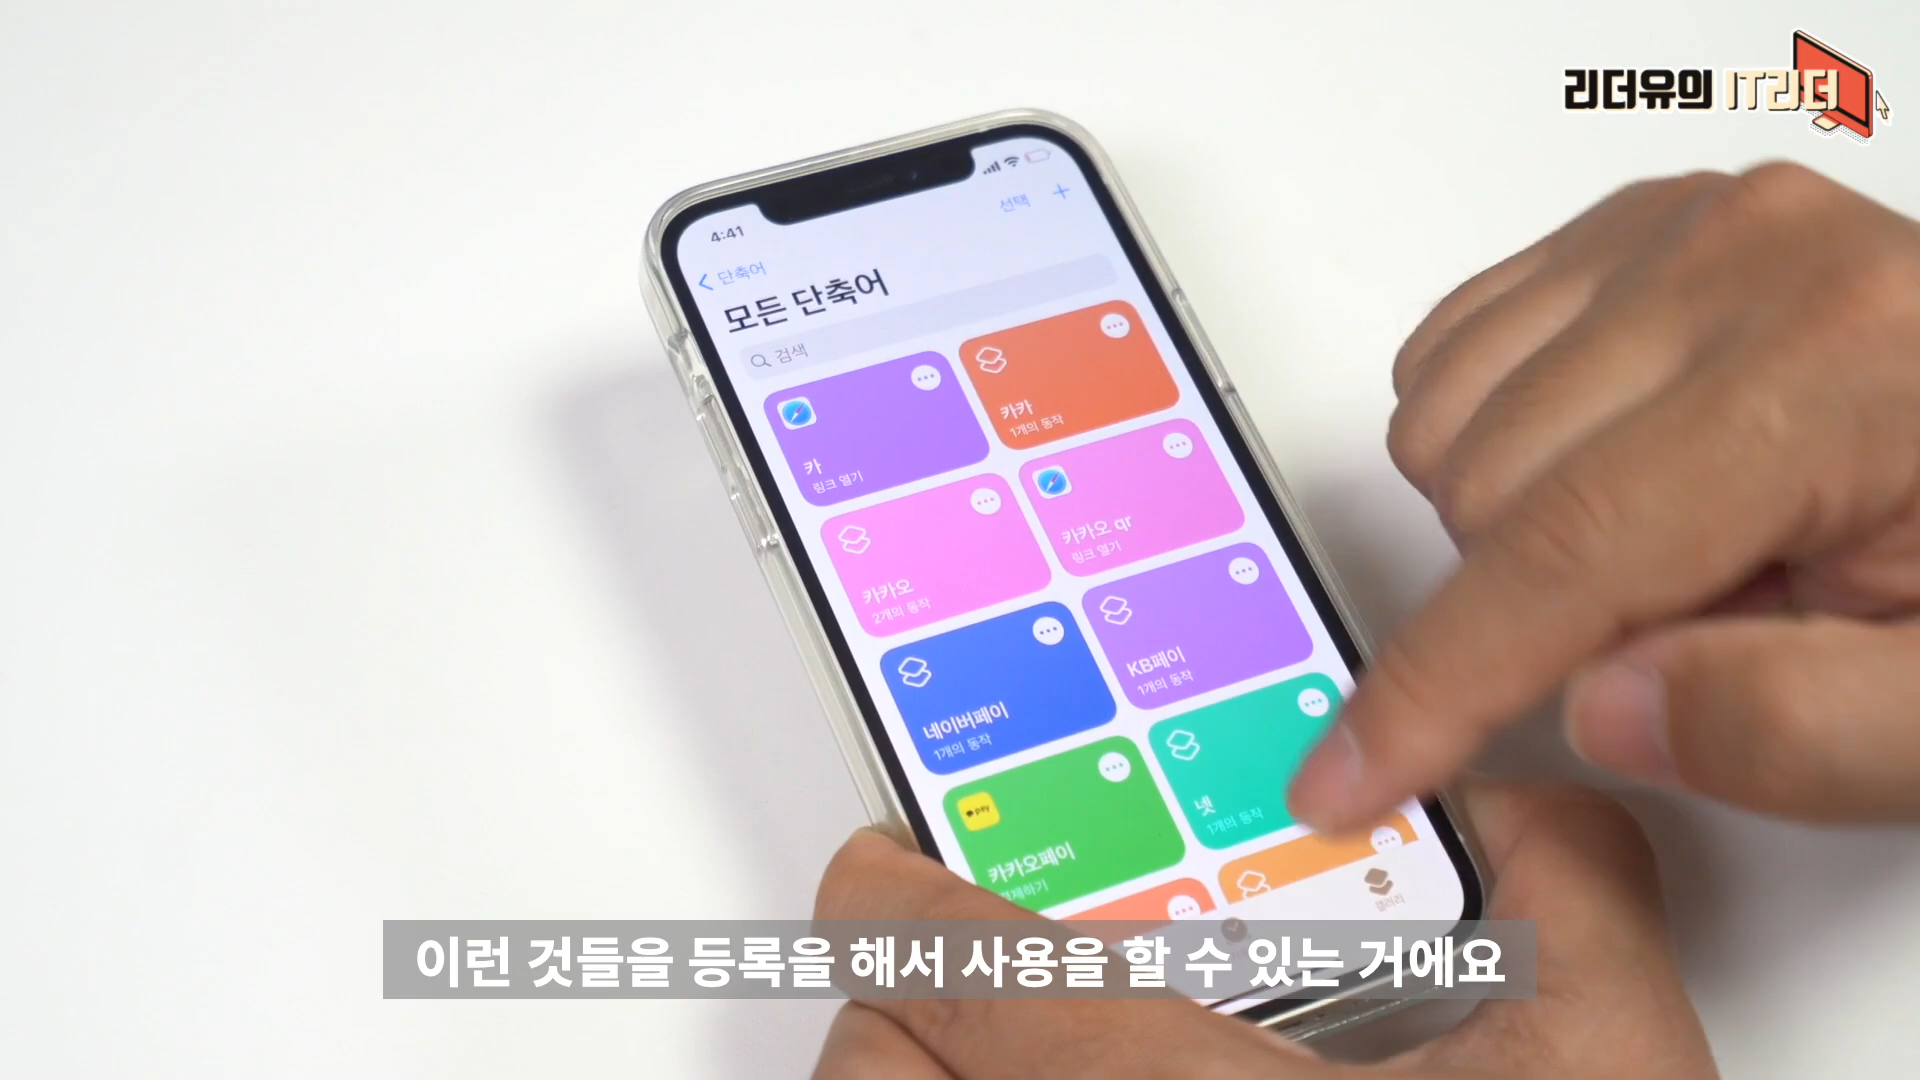 리더유의 IT리더
4:41
선택
단축어
모든 단축어
검색
카
링크 열기
카카
1개의 동작
카카오
2개의 동작
카카오 qr
링크 열기
네이버페이
1개의 동작
KB페이
1개의 동작
pay
카카오페이
넷
1개의 동작
갤러리
이런 것들을 등록을 해서 사용을 할 수 있는 거에요